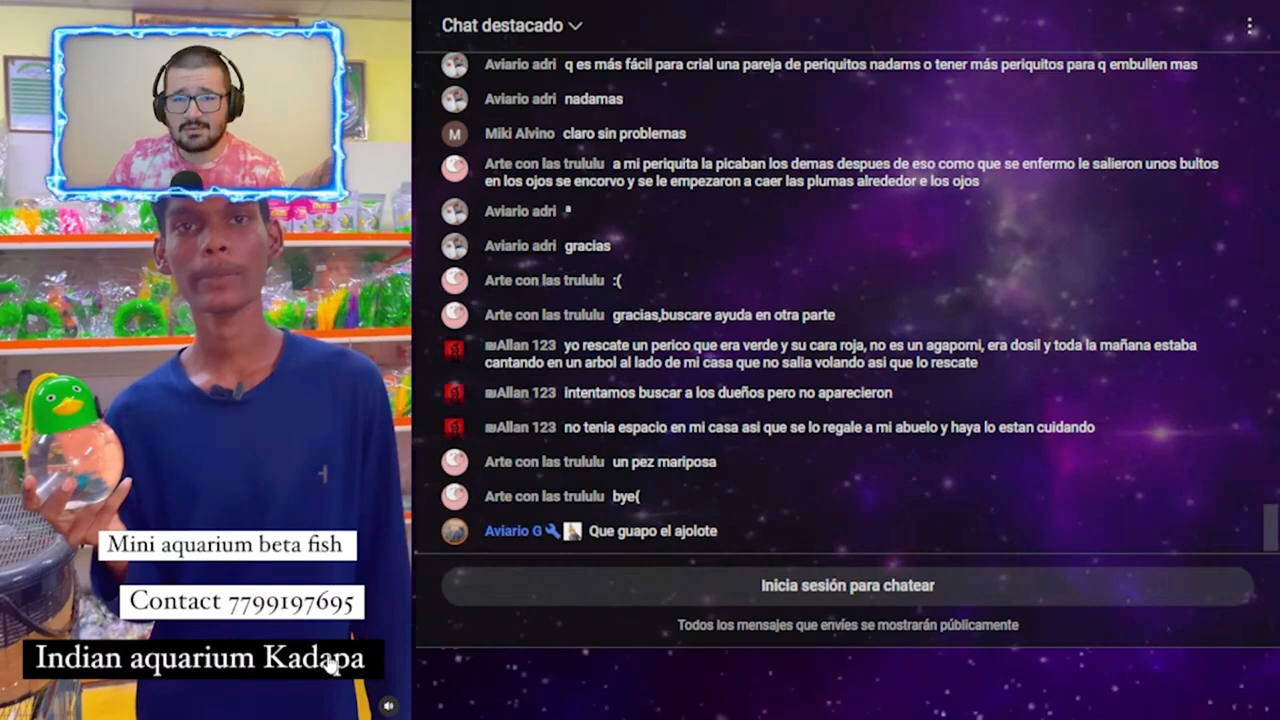 Chat destacado
Aviario adri q es más fácil para crial una pareja de periquitos nadams o tener más periquitos para q embullen mas
Aviario adri nadamas
M Miki Alvino claro sin problemas
Arte con las trululu a mi periquita la picaban los demas despues de eso como que se enfermo le salieron unos bultos
en los ojos se encorvo y se le empezaron a caer las plumas alrededor e los ojos
Aviario adri ª
Aviario adri gracias
Arte con las trululu :(
Arte con las trululu gracias,buscare ayuda en otra parte
₪Allan 123 yo rescate un perico que era verde y su cara roja, no es un agaporni, era dosil y toda la mañana estaba
cantando en un arbol al lado de mi casa que no salia volando asi que lo rescate
₪Allan 123 intentamos buscar a los dueños pero no aparecieron
₪Allan 123 no tenia espacio en mi casa asi que se lo regale a mi abuelo y haya lo estan cuidando
Arte con las trululu un pez mariposa
Arte con las trululu bye(
Aviario G Que guapo el ajolote
Inicia sesión para chatear
Todos los mensajes que envíes se mostrarán públicamente
Mini aquarium beta fish
Contact 7799197695
Indian aquarium Kadapa